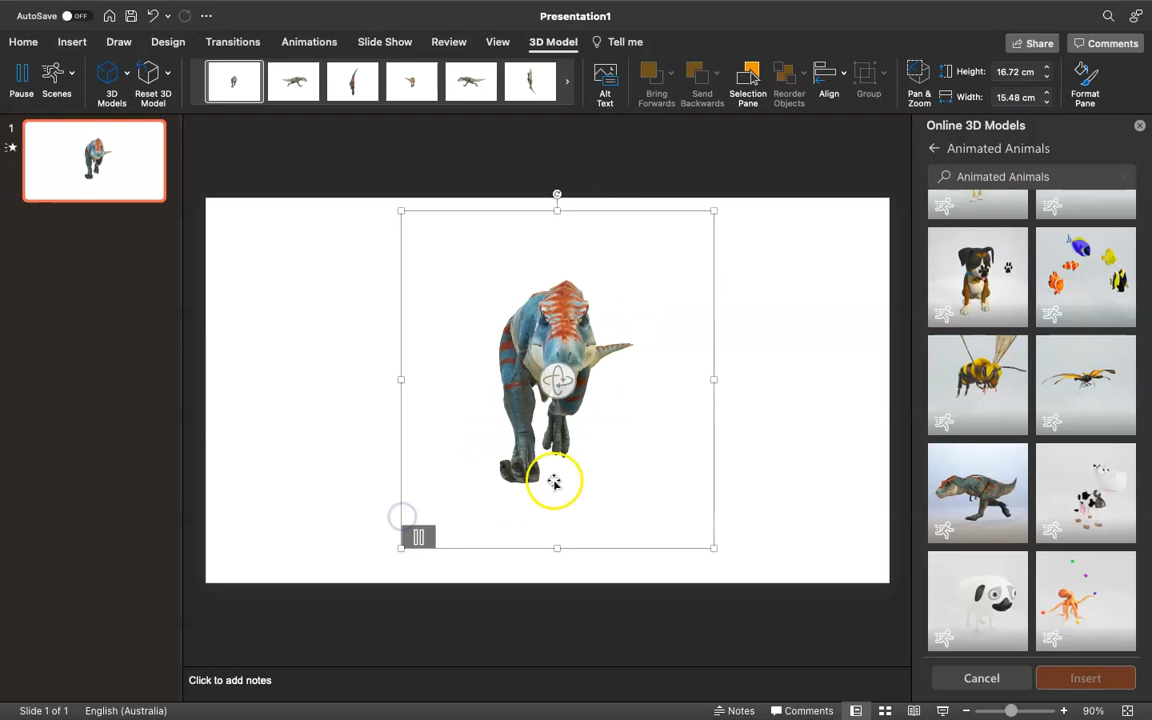 AutoSave OFF
Presentation1
Home Insert Draw Design Transitions Animations Slide Show Review View 3D Model Tell me
Share Comments
Pause
Scenes
3D Models
Reset 3D Model
Alt Text
Bring Forwards
Send Backwards
Selection Pane
Reorder Objects
Align
Group
Pan & Zoom
Height: 16.72 cm
Width: 15.48 cm
Format Pane
1
Online 3D Models
Animated Animals
Animated Animals
Cancel Insert
Click to add notes
Slide 1 of 1 English (Australia) Notes Comments 90%